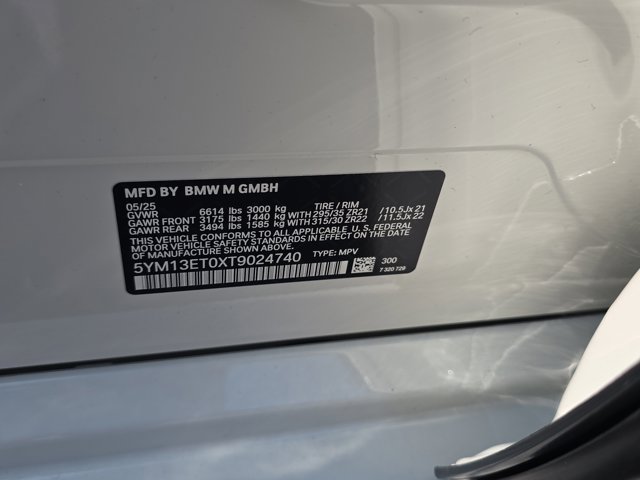 MFD BY BMW M GMBH
05/25
GVWR 6614 lbs 3000 kg TIRE / RIM
GAWR FRONT 3175 lbs 1440 kg WITH 295/35 ZR21 / 10.5Jx 21
GAWR REAR 3494 lbs 1585 kg WITH 315/30 ZR22 / 11.5Jx 22
THIS VEHICLE CONFORMS TO ALL APPLICABLE U.S. FEDERAL
MOTOR VEHICLE SAFETY STANDARDS IN EFFECT ON THE DATE
OF MANUFACTURE SHOWN ABOVE.
5YM13ET0XT9024740 TYPE: MPV
300
7 320 729